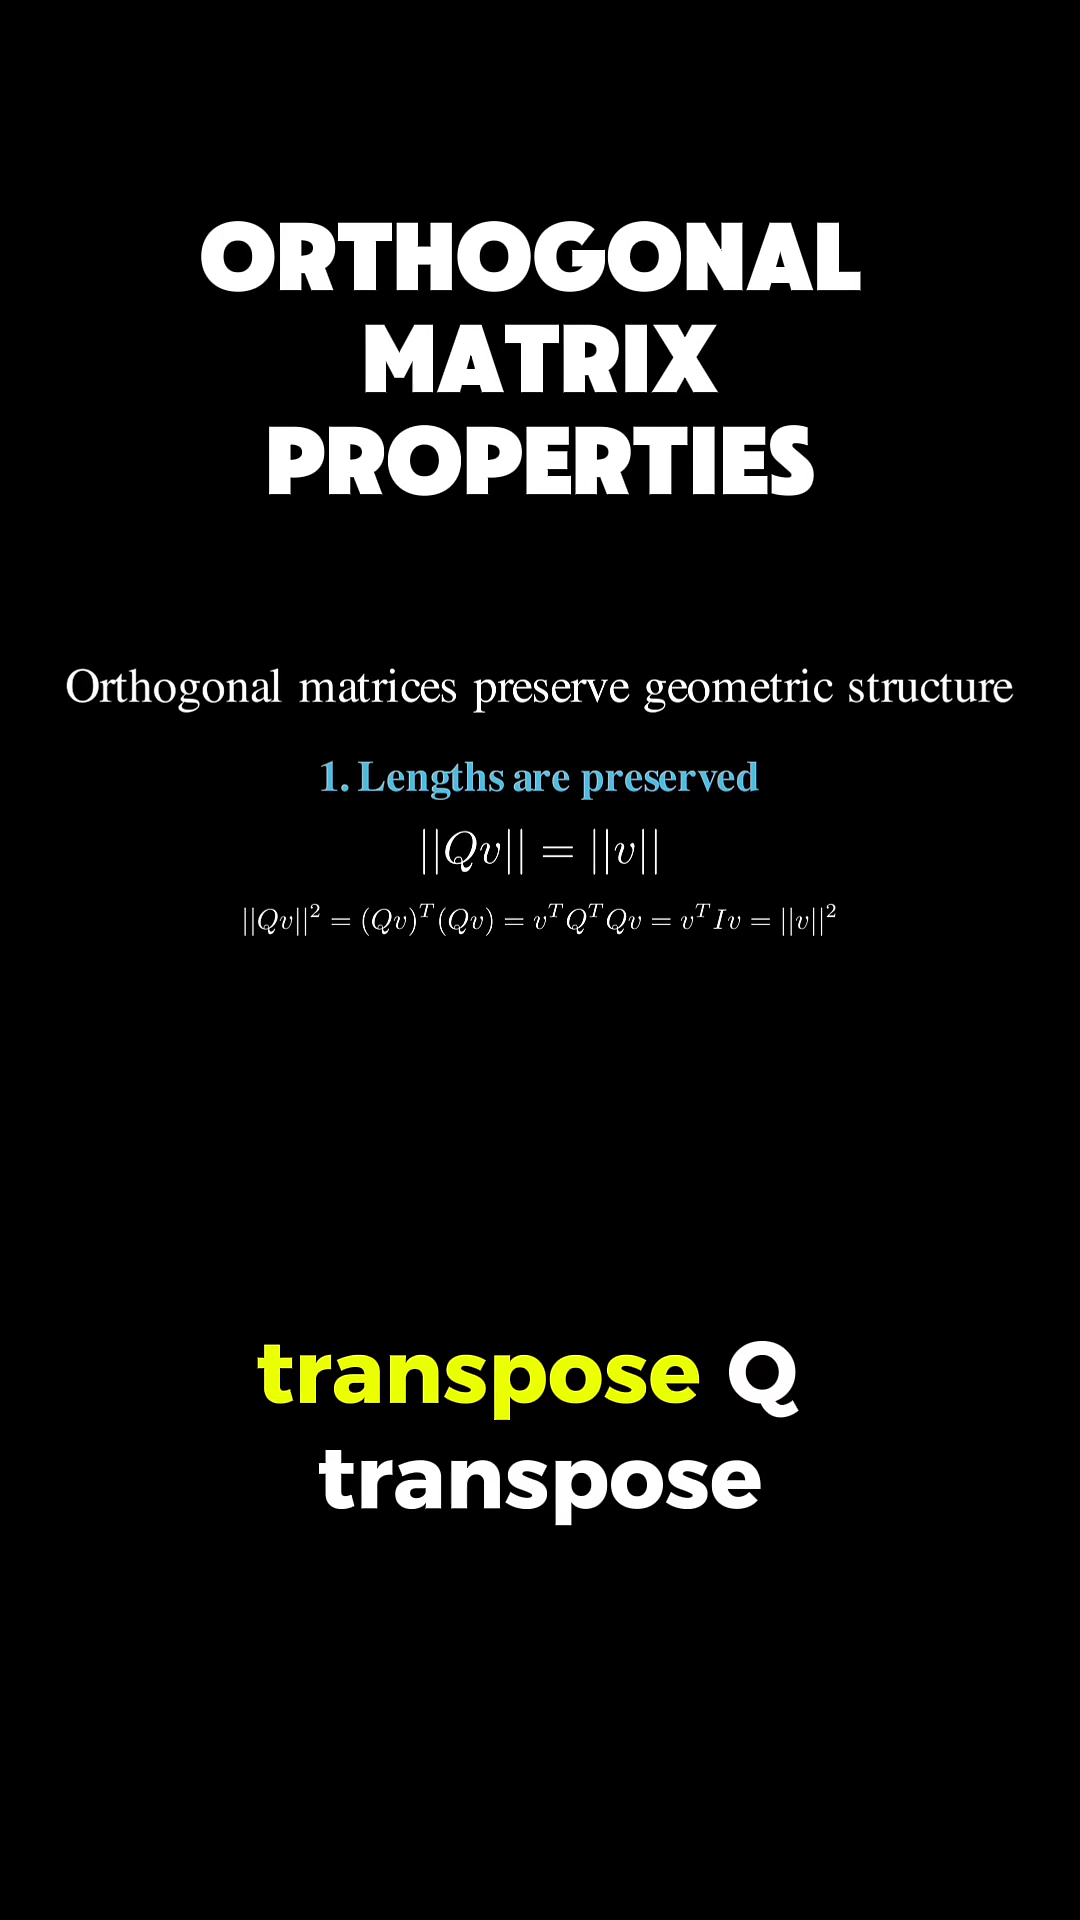 ORTHOGONAL
MATRIX
PROPERTIES
Orthogonal matrices preserve geometric structure
1. Lengths are preserved
||Qv|| = ||v||
||Qv||² = (Qv)ᵀ(Qv) = vᵀQᵀQv = vᵀIv = ||v||²
transpose Q
transpose